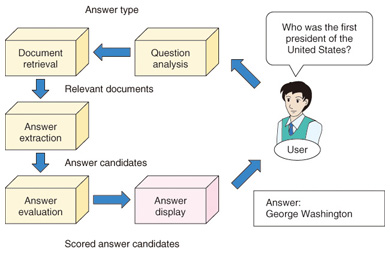 Answer type
Who was the first
president of the
United States?
Document
retrieval
Question
analysis
Relevant documents
User
Answer
extraction
Answer candidates
Answer
evaluation
Answer
display
Answer:
George Washington
Scored answer candidates